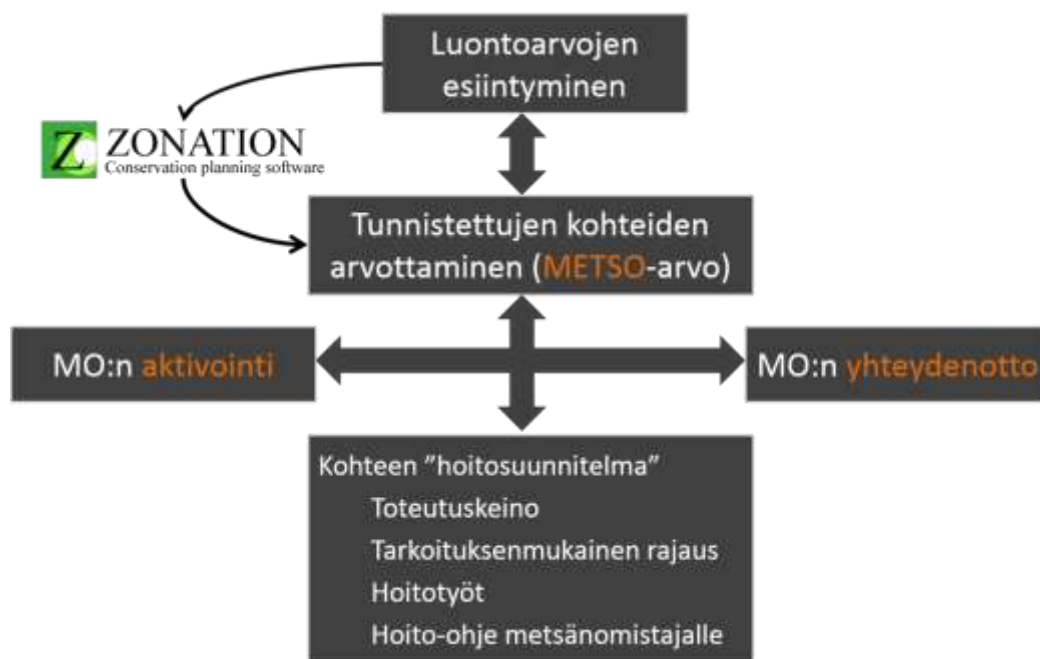 Luontoarvojen
esiintyminen
Z ZONATION
Conservation planning software
Tunnistettujen kohteiden
arvottaminen (METSO-arvo)
MO:n aktivointi
MO:n yhteydenotto
Kohteen ”hoitosuunnitelma”
Toteutuskeino
Tarkoituksenmukainen rajaus
Hoitotyöt
Hoito-ohje metsänomistajalle